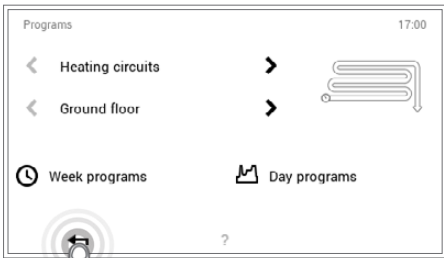 Programs 17:00
Heating circuits
Ground floor
Week programs Day programs
?